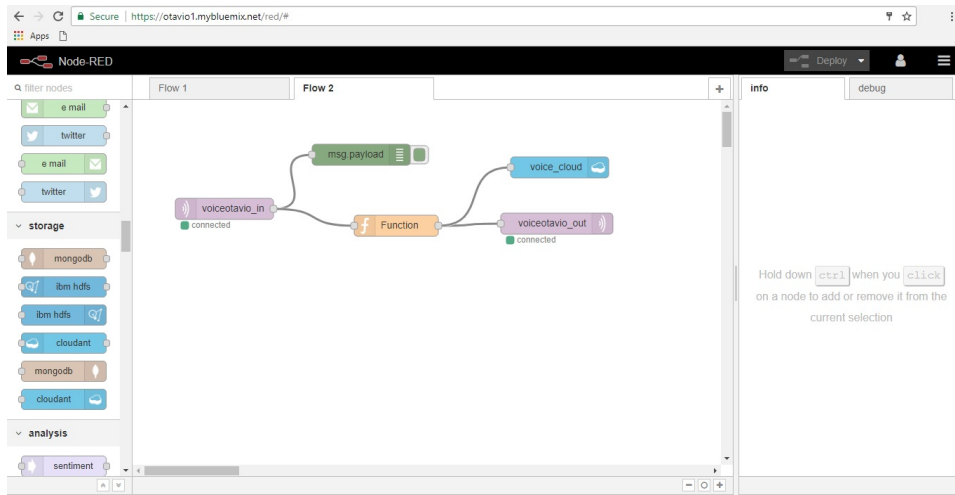 Secure | https://otavio1.mybluemix.net/red/#
Apps
Node-RED
Deploy
filter nodes
Flow 1
Flow 2
info
debug
e mail
twitter
e mail
twitter
storage
mongodb
ibm hdfs
ibm hdfs
cloudant
mongodb
cloudant
analysis
sentiment
msg.payload
voiceotavio_in
connected
f Function
voice_cloud
voiceotavio_out
connected
Hold down ctrl when you click
on a node to add or remove it from the
current selection